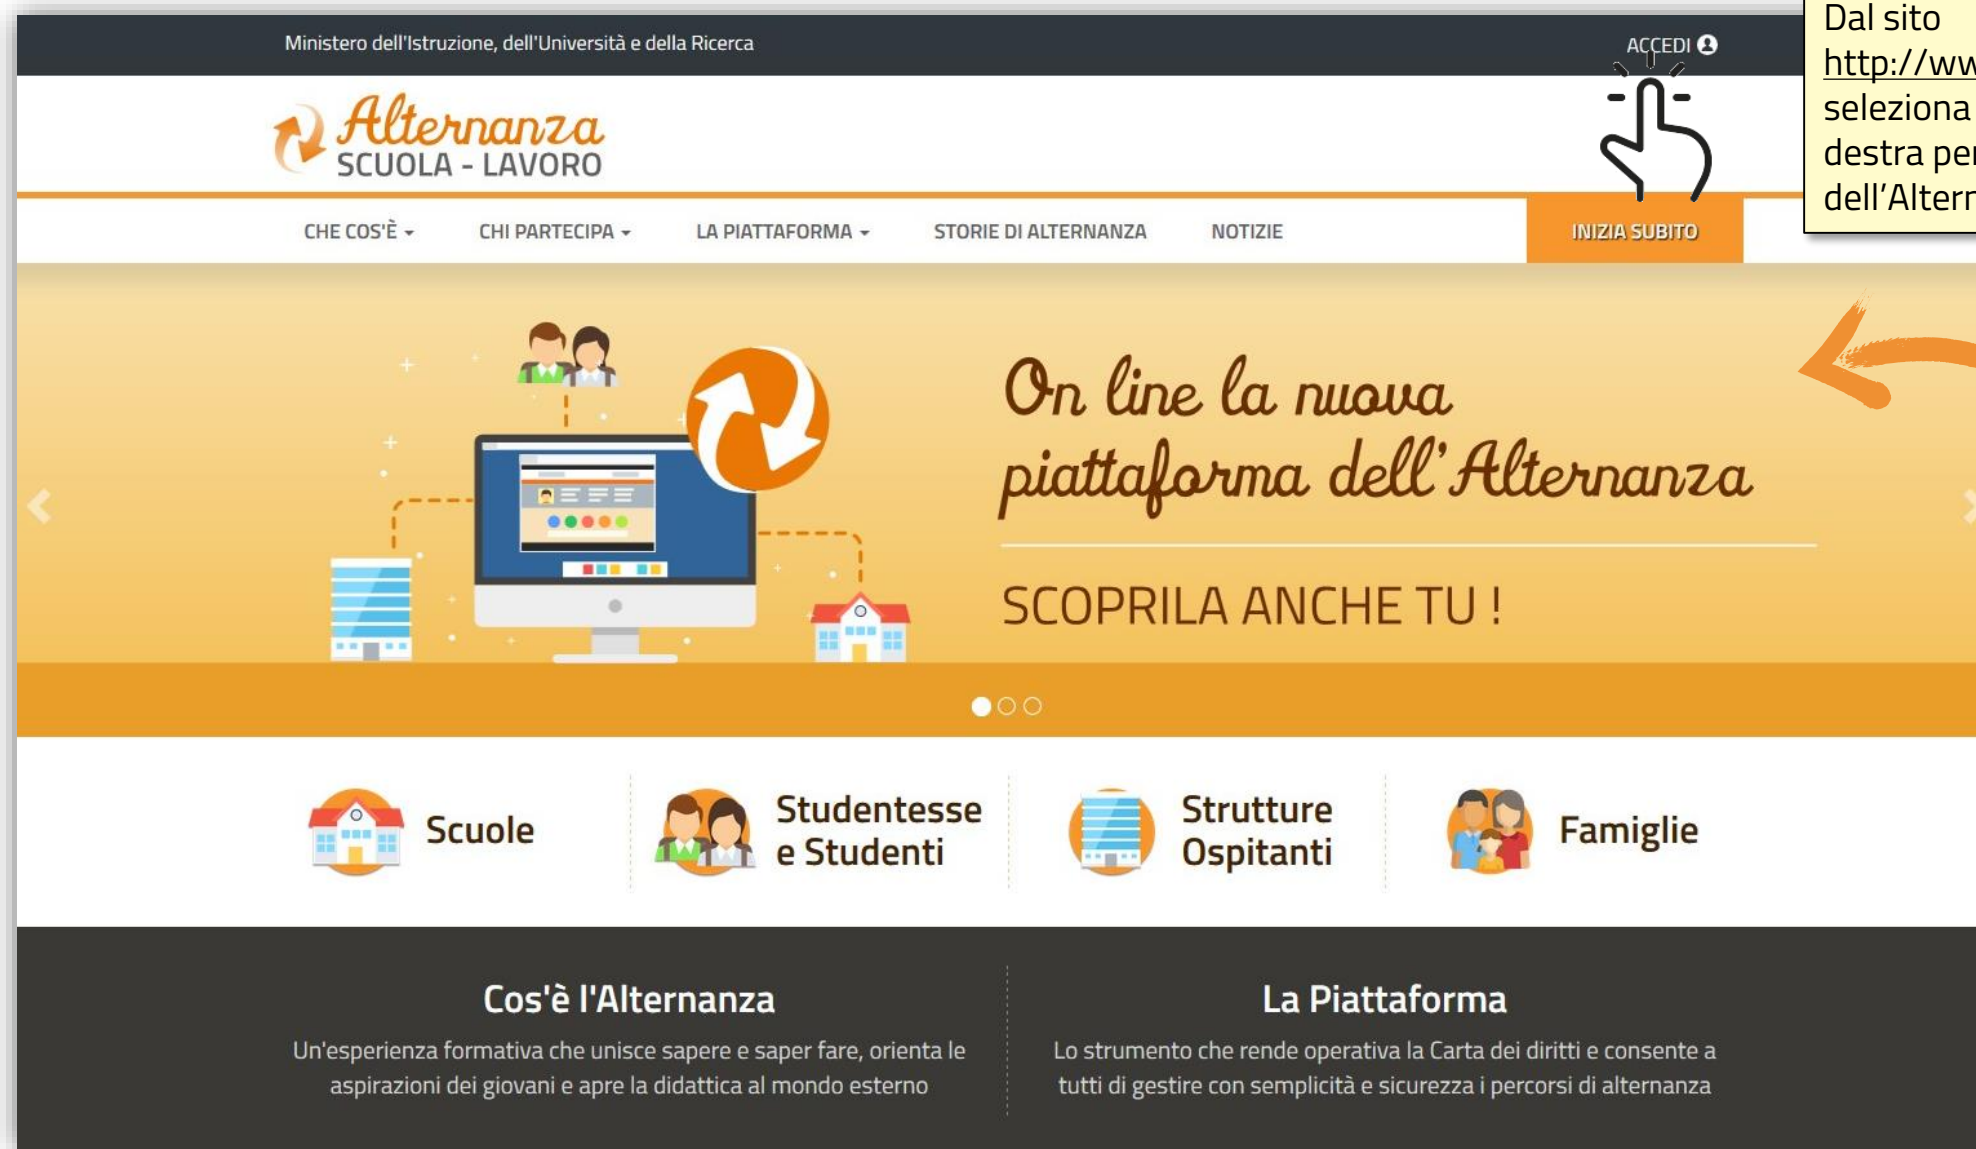 Ministero dell'Istruzione, dell'Università e della Ricerca
ACCEDI
Dal sito
http://ww
seleziona
destra per
dell'Altern
Alternanza
SCUOLA - LAVORO
CHE COS'È
CHI PARTECIPA
LA PIATTAFORMA
STORIE DI ALTERNANZA
NOTIZIE
INIZIA SUBITO
On line la nuova
piattaforma dell'Alternanza
SCOPRILA ANCHE TU !
Scuole
Studentesse
e Studenti
Strutture
Ospitanti
Famiglie
Cos'è l'Alternanza
Un'esperienza formativa che unisce sapere e saper fare, orienta le
aspirazioni dei giovani e apre la didattica al mondo esterno
La Piattaforma
Lo strumento che rende operativa la Carta dei diritti e consente a
tutti di gestire con semplicità e sicurezza i percorsi di alternanza